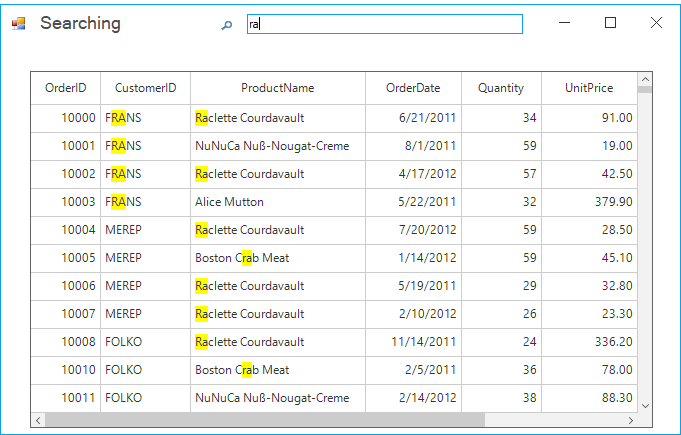 Searching
ra
OrderID CustomerID ProductName OrderDate Quantity UnitPrice
10000 FRANS Raclette Courdavault 6/21/2011 34 91.00
10001 FRANS NuNuCa Nuß-Nougat-Creme 8/1/2011 59 19.00
10002 FRANS Raclette Courdavault 4/17/2012 57 42.50
10003 FRANS Alice Mutton 5/22/2011 32 379.90
10004 MEREP Raclette Courdavault 7/20/2012 59 28.50
10005 MEREP Boston Crab Meat 1/14/2012 59 45.10
10006 MEREP Raclette Courdavault 5/19/2011 29 32.80
10007 MEREP Raclette Courdavault 2/10/2012 26 23.30
10008 FOLKO Raclette Courdavault 11/14/2011 24 336.20
10010 FOLKO Boston Crab Meat 2/5/2011 36 78.00
10011 FOLKO NuNuCa Nuß-Nougat-Creme 2/14/2012 38 88.30